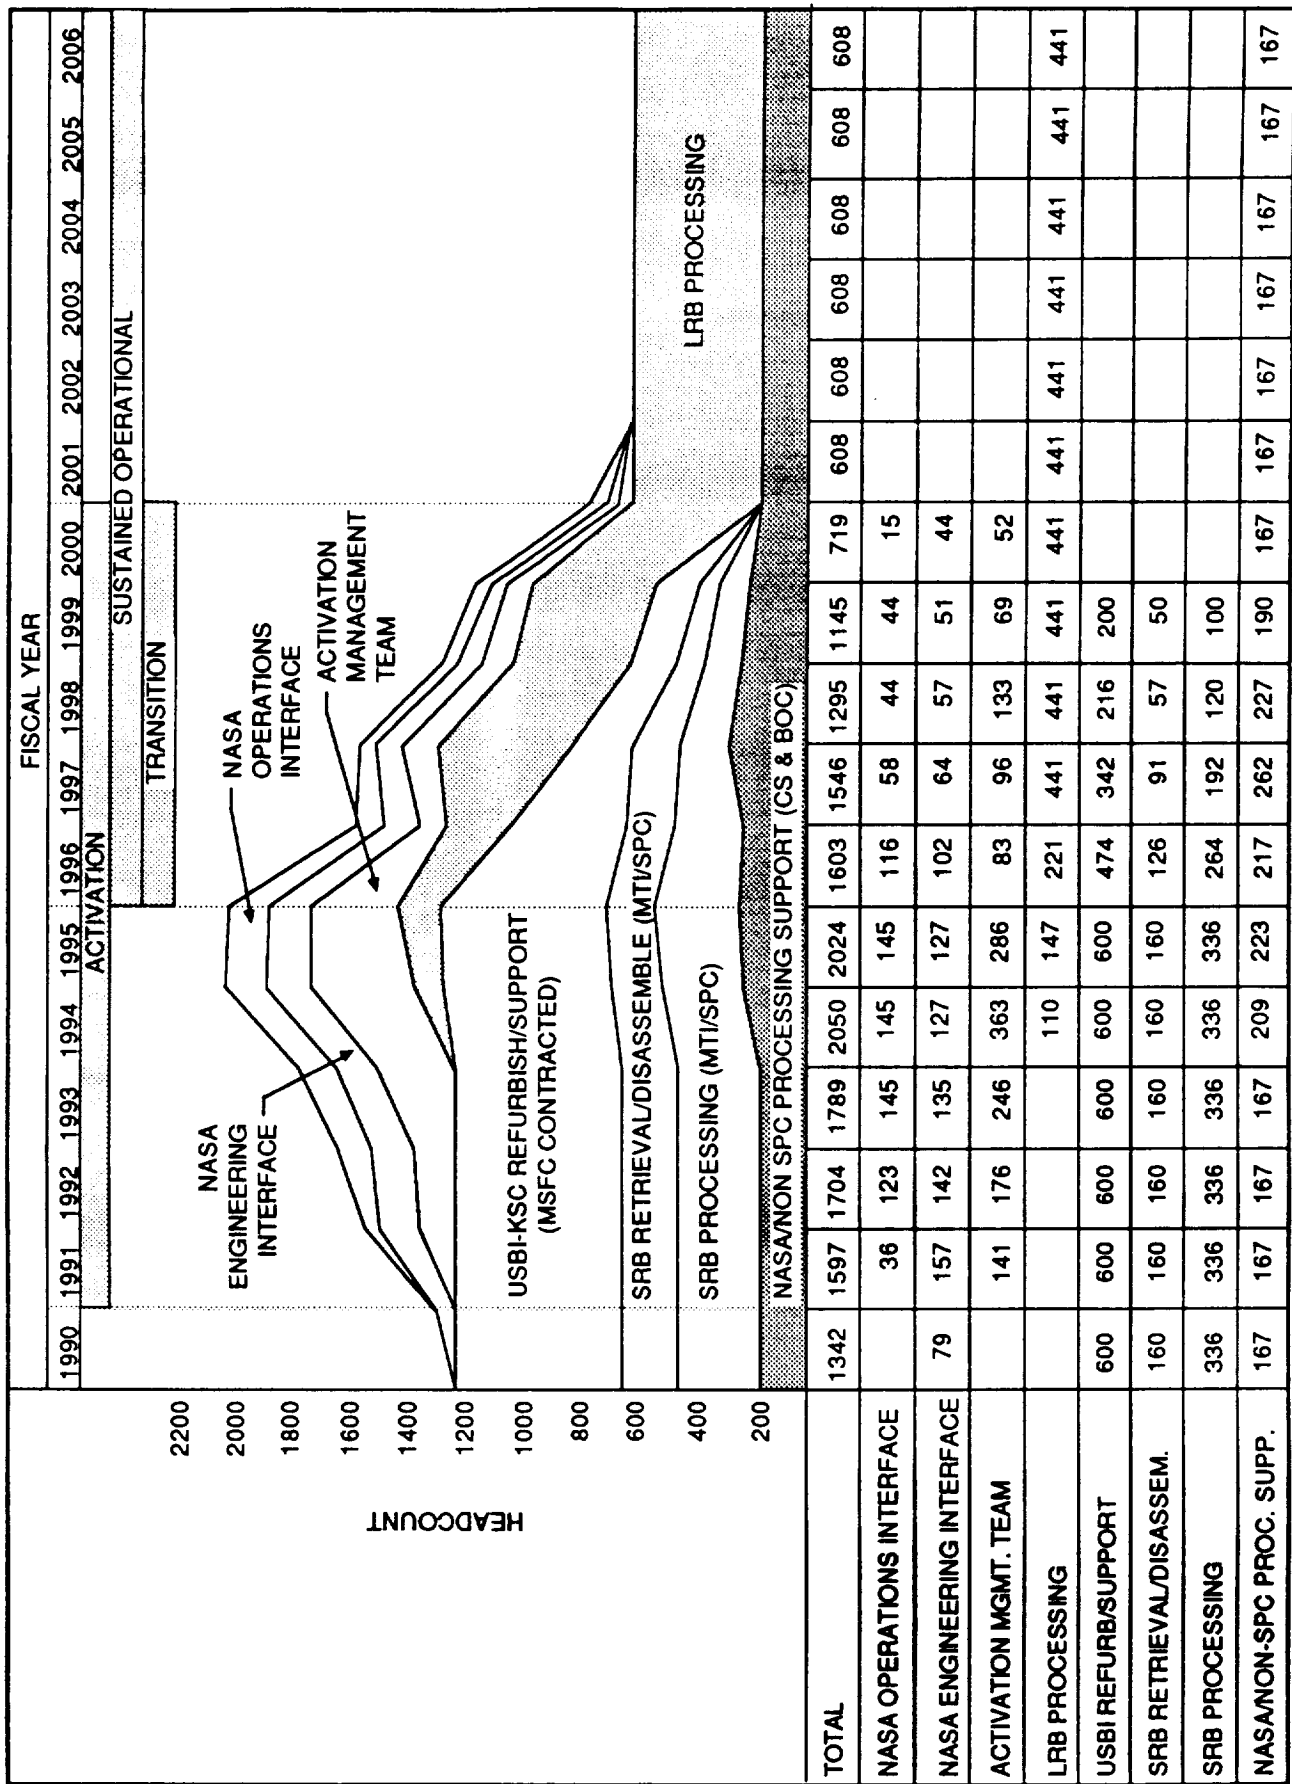 FISCAL YEAR
1990 1991 1992 1993 1994 1995 1996 1997 1998 1999 2000 2001 2002 2003 2004 2005 2006
ACTIVATION
SUSTAINED OPERATIONAL
TRANSITION
HEADCOUNT
2200
2000
1800
1600
1400
1200
1000
800
600
400
200
NASA
ENGINEERING
INTERFACE
NASA
OPERATIONS
INTERFACE
ACTIVATION
MANAGEMENT
TEAM
USBI-KSC REFURBISH/SUPPORT
(MSFC CONTRACTED)
SRB RETRIEVAL/DISASSEMBLE (MTI/SPC)
SRB PROCESSING (MTI/SPC)
LRB PROCESSING
NASA/NON SPC PROCESSING SUPPORT (CS & BOC)
TOTAL 1342 1597 1704 1789 2050 2024 1603 1546 1295 1145 719 608 608 608 608 608 608
NASA OPERATIONS INTERFACE 36 123 145 145 145 116 58 44 44 15
NASA ENGINEERING INTERFACE 79 157 142 135 127 127 102 64 57 51 44
ACTIVATION MGMT. TEAM 141 176 246 363 286 83 96 133 69 52
LRB PROCESSING 110 147 221 441 441 441 441 441 441 441 441 441 441
USBI REFURB/SUPPORT 600 600 600 600 600 600 474 342 216 200
SRB RETRIEVAL/DISASSEM. 160 160 160 160 160 160 126 91 57 50
SRB PROCESSING 336 336 336 336 336 336 264 192 120 100
NASA/NON-SPC PROC. SUPP. 167 167 167 167 209 223 217 262 227 190 167 167 167 167 167 167 167